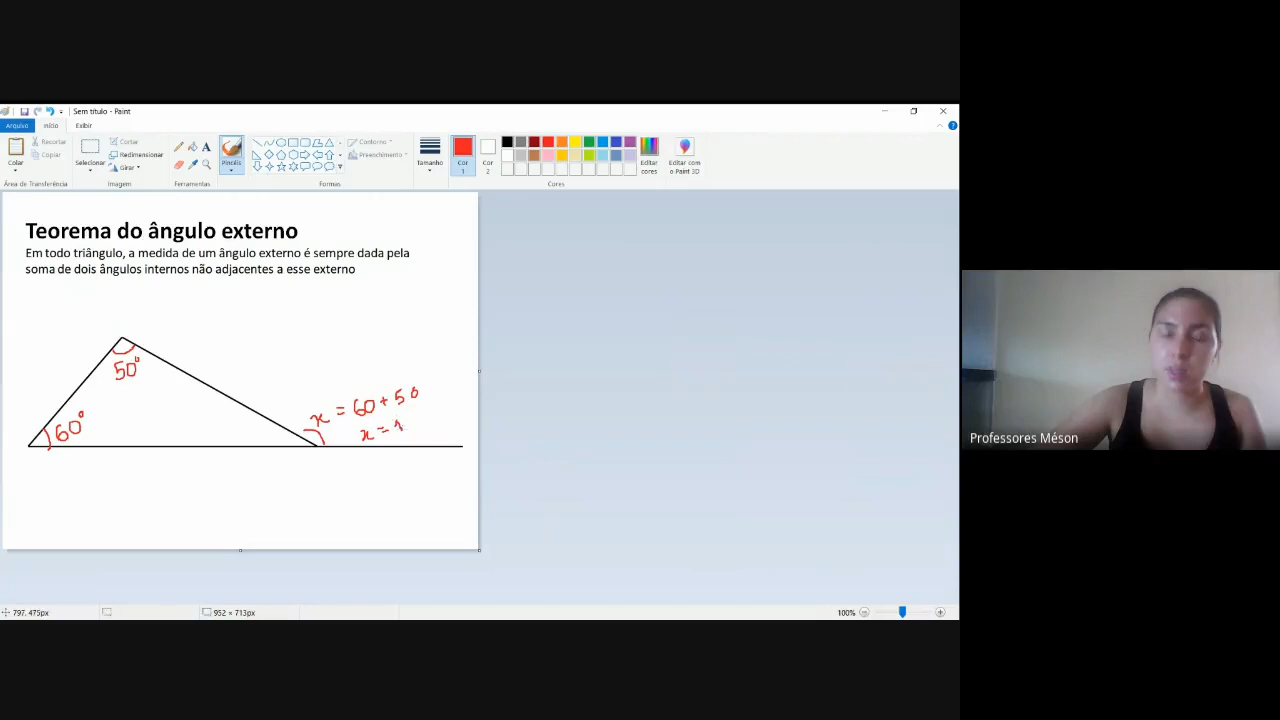 Sem título - Paint
Arquivo Início Exibir
Colar
Recortar
Copiar
Área de Transferência
Selecionar
Cortar
Redimensionar
Girar
Imagem
A
Ferramentas
Pincéis
Contorno
Preenchimento
Formas
Tamanho
Cor 1
Cor 2
Editar cores
Editar com o Paint 3D
Cores
Teorema do ângulo externo
Em todo triângulo, a medida de um ângulo externo é sempre dada pela
soma de dois ângulos internos não adjacentes a esse externo
50°
60°
x = 60 + 50
x = 1
Professores Méson
797, 475px
952 × 713px
100%